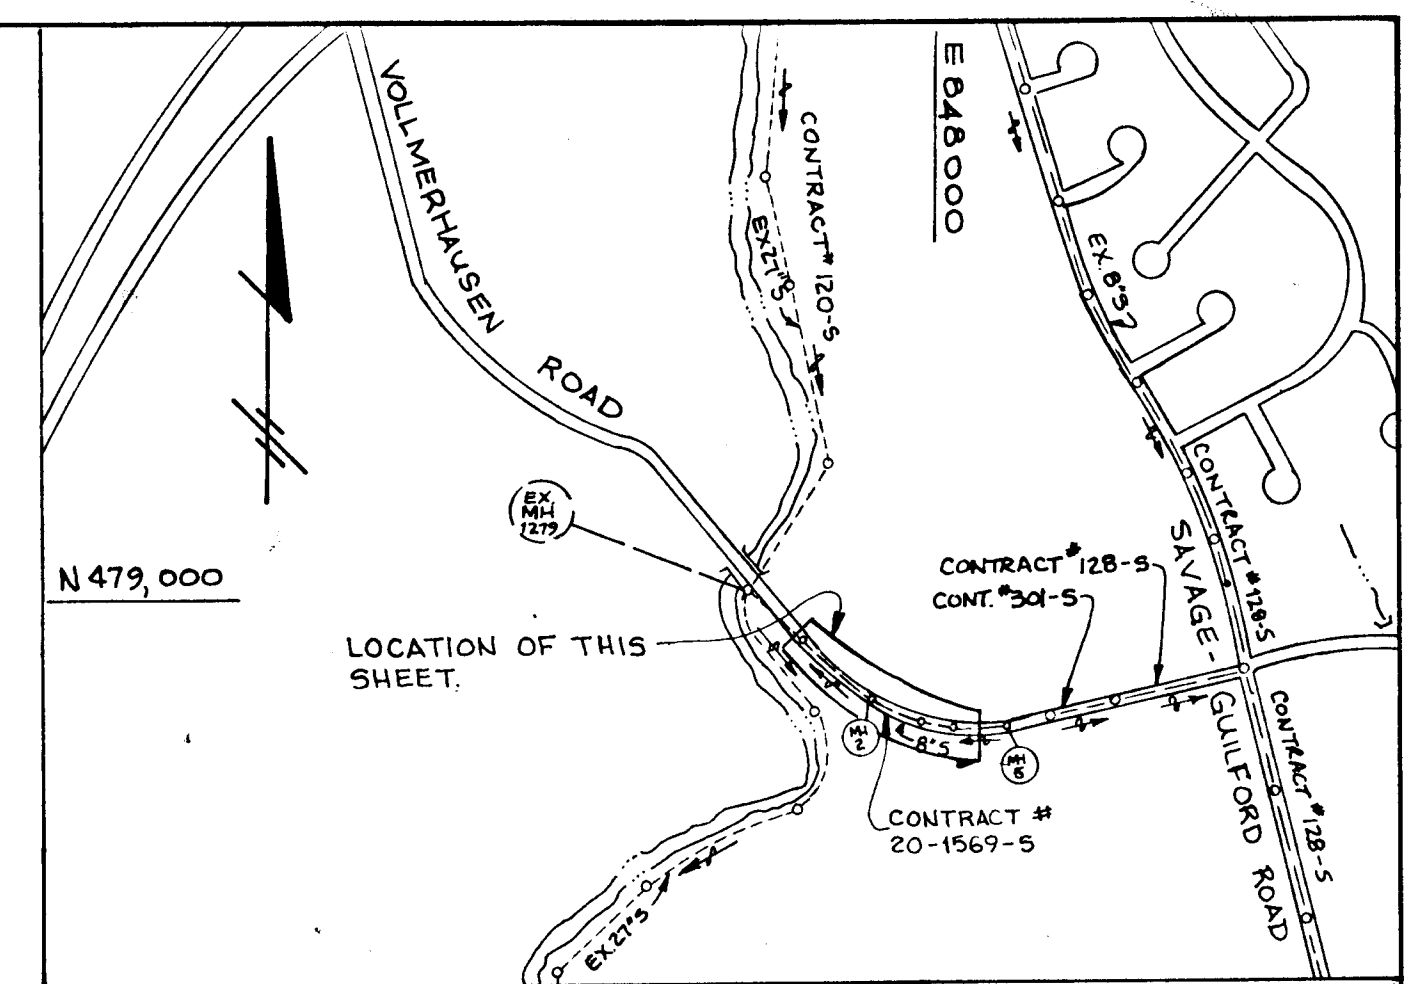 VOLLMERHAUSEN
ROAD
CONTRACT # 120-S
EX 27"S
E 848000
EX. 8"S
CONTRACT #128-S
SAVAGE-
GUILFORD ROAD
CONTRACT #128-S
EX.
MH
1279
N 479,000
CONTRACT #128-S
CONT. #301-S
LOCATION OF THIS
SHEET.
MH
2
8"S
MH
CONTRACT #
20-1569-S
EX. 27"S